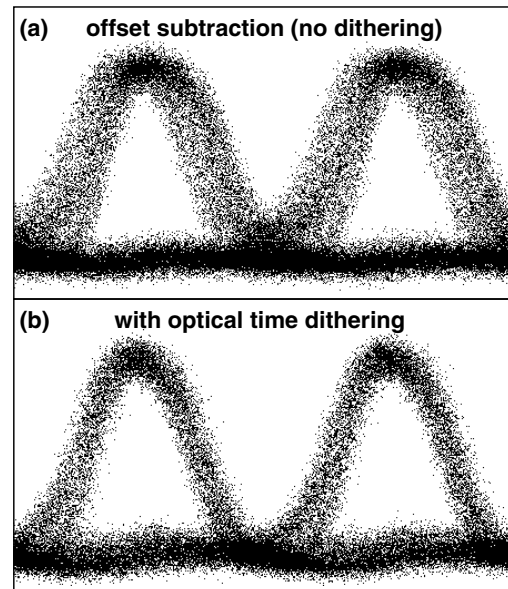 (a) offset subtraction (no dithering)
(b) with optical time dithering